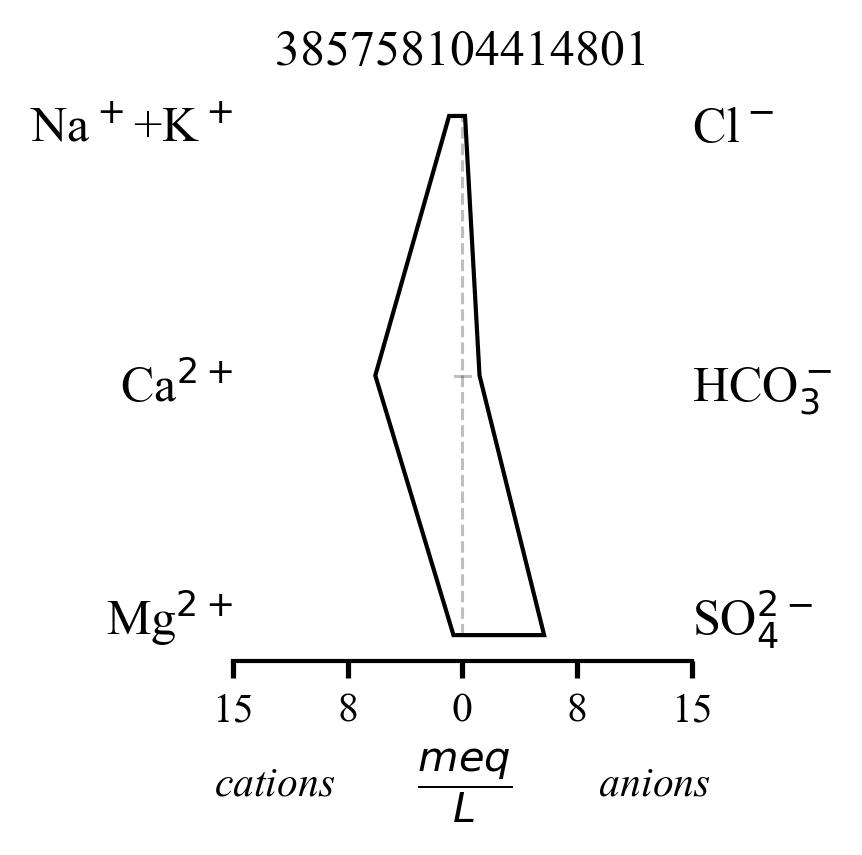 385758104414801
Na⁺+K⁺ Cl⁻
Ca²⁺ HCO₃⁻
Mg²⁺ SO₄²⁻
15 8 0 8 15
cations meq/L anions